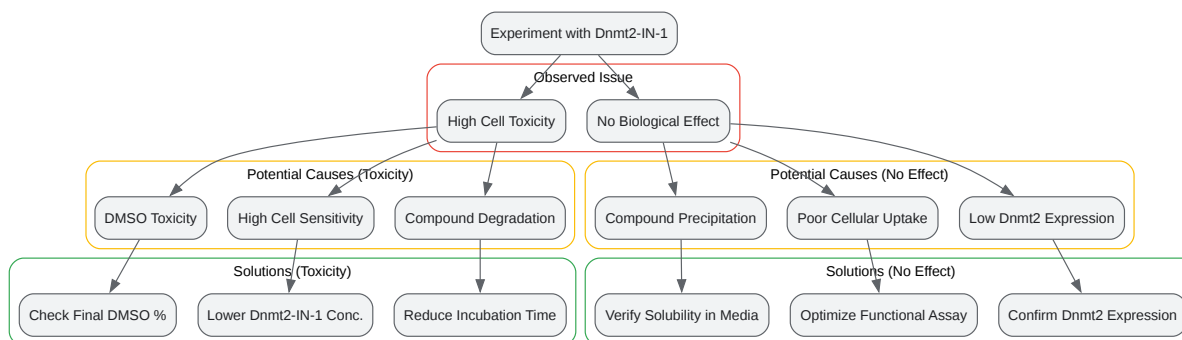 Experiment with Dnmt2-IN-1
Observed Issue
High Cell Toxicity
No Biological Effect
Potential Causes (Toxicity)
Potential Causes (No Effect)
DMSO Toxicity
High Cell Sensitivity
Compound Degradation
Compound Precipitation
Poor Cellular Uptake
Low Dnmt2 Expression
Solutions (Toxicity)
Solutions (No Effect)
Check Final DMSO %
Lower Dnmt2-IN-1 Conc.
Reduce Incubation Time
Verify Solubility in Media
Optimize Functional Assay
Confirm Dnmt2 Expression